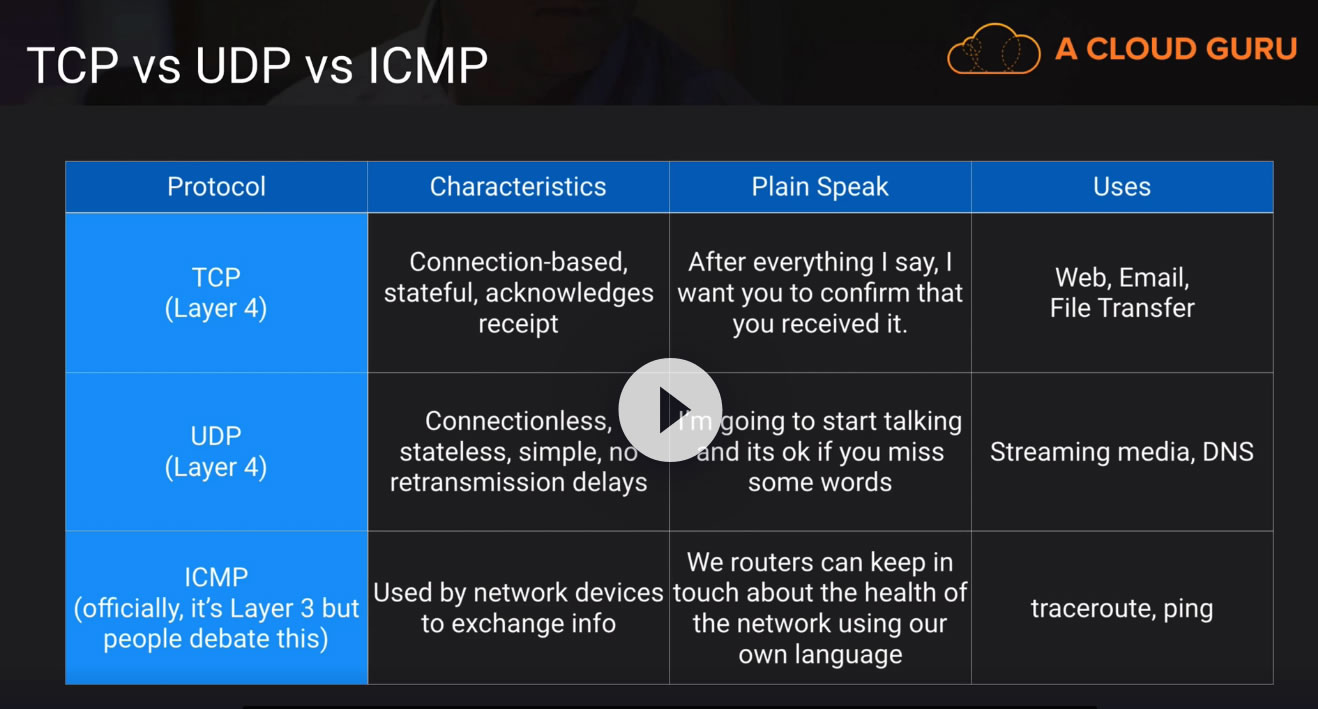 TCP vs UDP vs ICMP
A CLOUD GURU
Protocol
Characteristics
Plain Speak
Uses
TCP
(Layer 4)
Connection-based,
stateful, acknowledges
receipt
After everything I say, I
want you to confirm that
you received it.
Web, Email,
File Transfer
UDP
(Layer 4)
Connectionless,
stateless, simple, no
retransmission delays
I'm going to start talking
and its ok if you miss
some words
Streaming media, DNS
ICMP
(officially, it's Layer 3 but
people debate this)
Used by network devices
to exchange info
We routers can keep in
touch about the health of
the network using our
own language
traceroute, ping